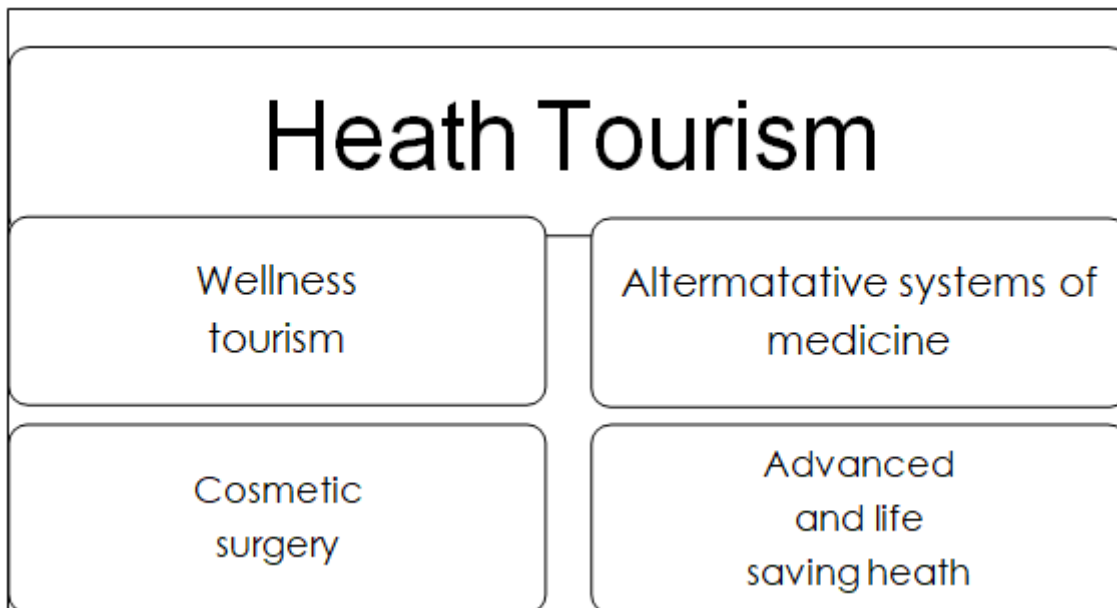 Heath Tourism
Wellness
tourism
Altermatative systems of
medicine
Cosmetic
surgery
Advanced
and life
saving heath